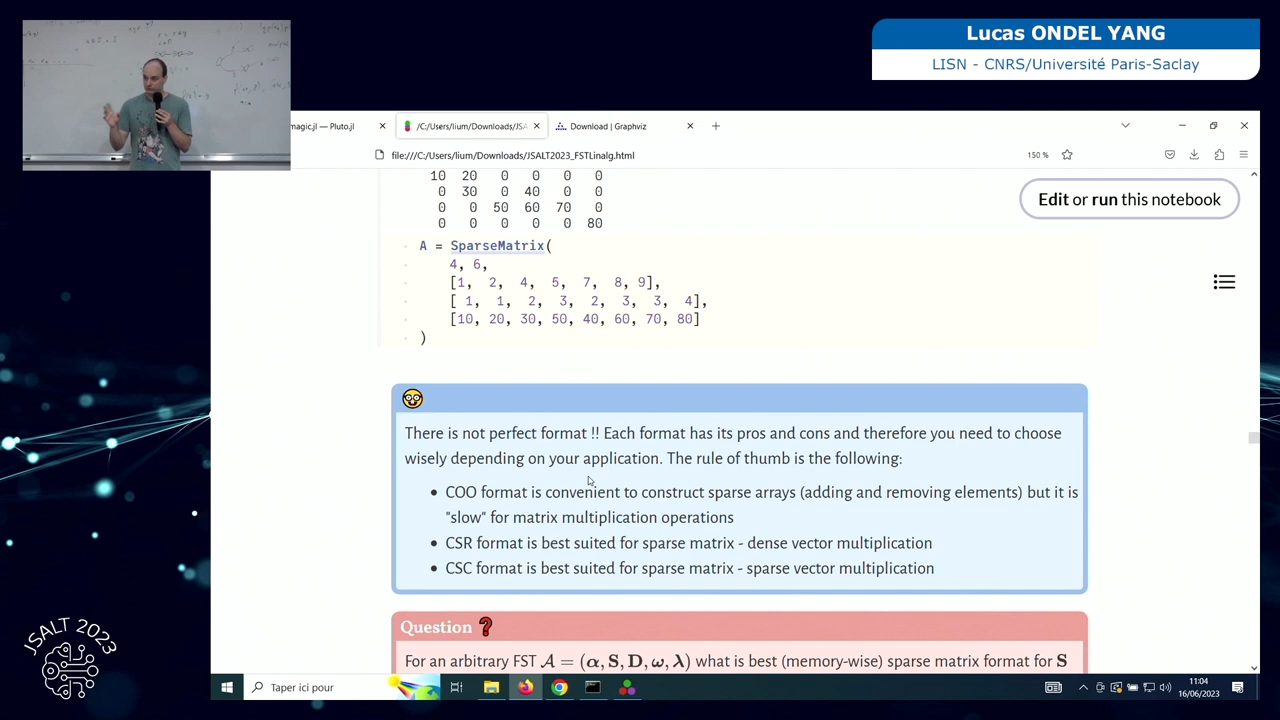 Lucas ONDEL YANG
LISN - CNRS/Université Paris-Saclay
magic.jl — Pluto.jl
/C:/Users/lium/Downloads/JSA
Download | Graphviz
file:///C:/Users/lium/Downloads/JSALT2023_FSTLinalg.html
150 %
10 20 0 0 0 0
0 30 0 40 0 0
0 0 50 60 70 0
0 0 0 0 0 80
Edit or run this notebook
A = SparseMatrix(
4, 6,
[1, 2, 4, 5, 7, 8, 9],
[ 1, 1, 2, 3, 2, 3, 3, 4],
[10, 20, 30, 50, 40, 60, 70, 80]
)
There is not perfect format !! Each format has its pros and cons and therefore you need to choose
wisely depending on your application. The rule of thumb is the following:
• COO format is convenient to construct sparse arrays (adding and removing elements) but it is
"slow" for matrix multiplication operations
• CSR format is best suited for sparse matrix - dense vector multiplication
• CSC format is best suited for sparse matrix - sparse vector multiplication
Question ❓
For an arbitrary FST 𝒜 = (α, S, D, ω, λ) what is best (memory-wise) sparse matrix format for S
JSALT 2023
Taper ici pour
11:04
16/06/2023